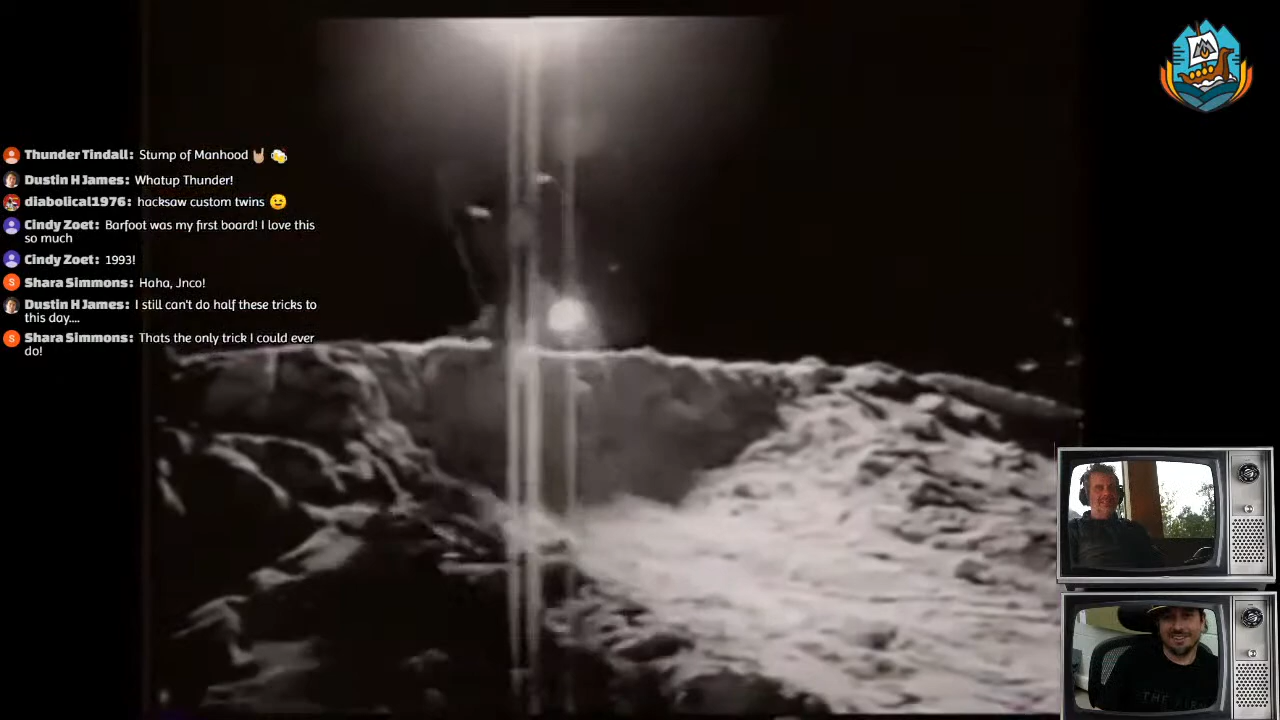 Thunder Tindall: Stump of Manhood 🤘🏼 🍻
Dustin H James: Whatup Thunder!
diabolical1976: hacksaw custom twins 😉
Cindy Zoet: Barfoot was my first board! I love this
so much
Cindy Zoet: 1993!
S Shara Simmons: Haha, Jnco!
Dustin H James: I still can't do half these tricks to
this day....
S Shara Simmons: Thats the only trick I could ever
do!
THE